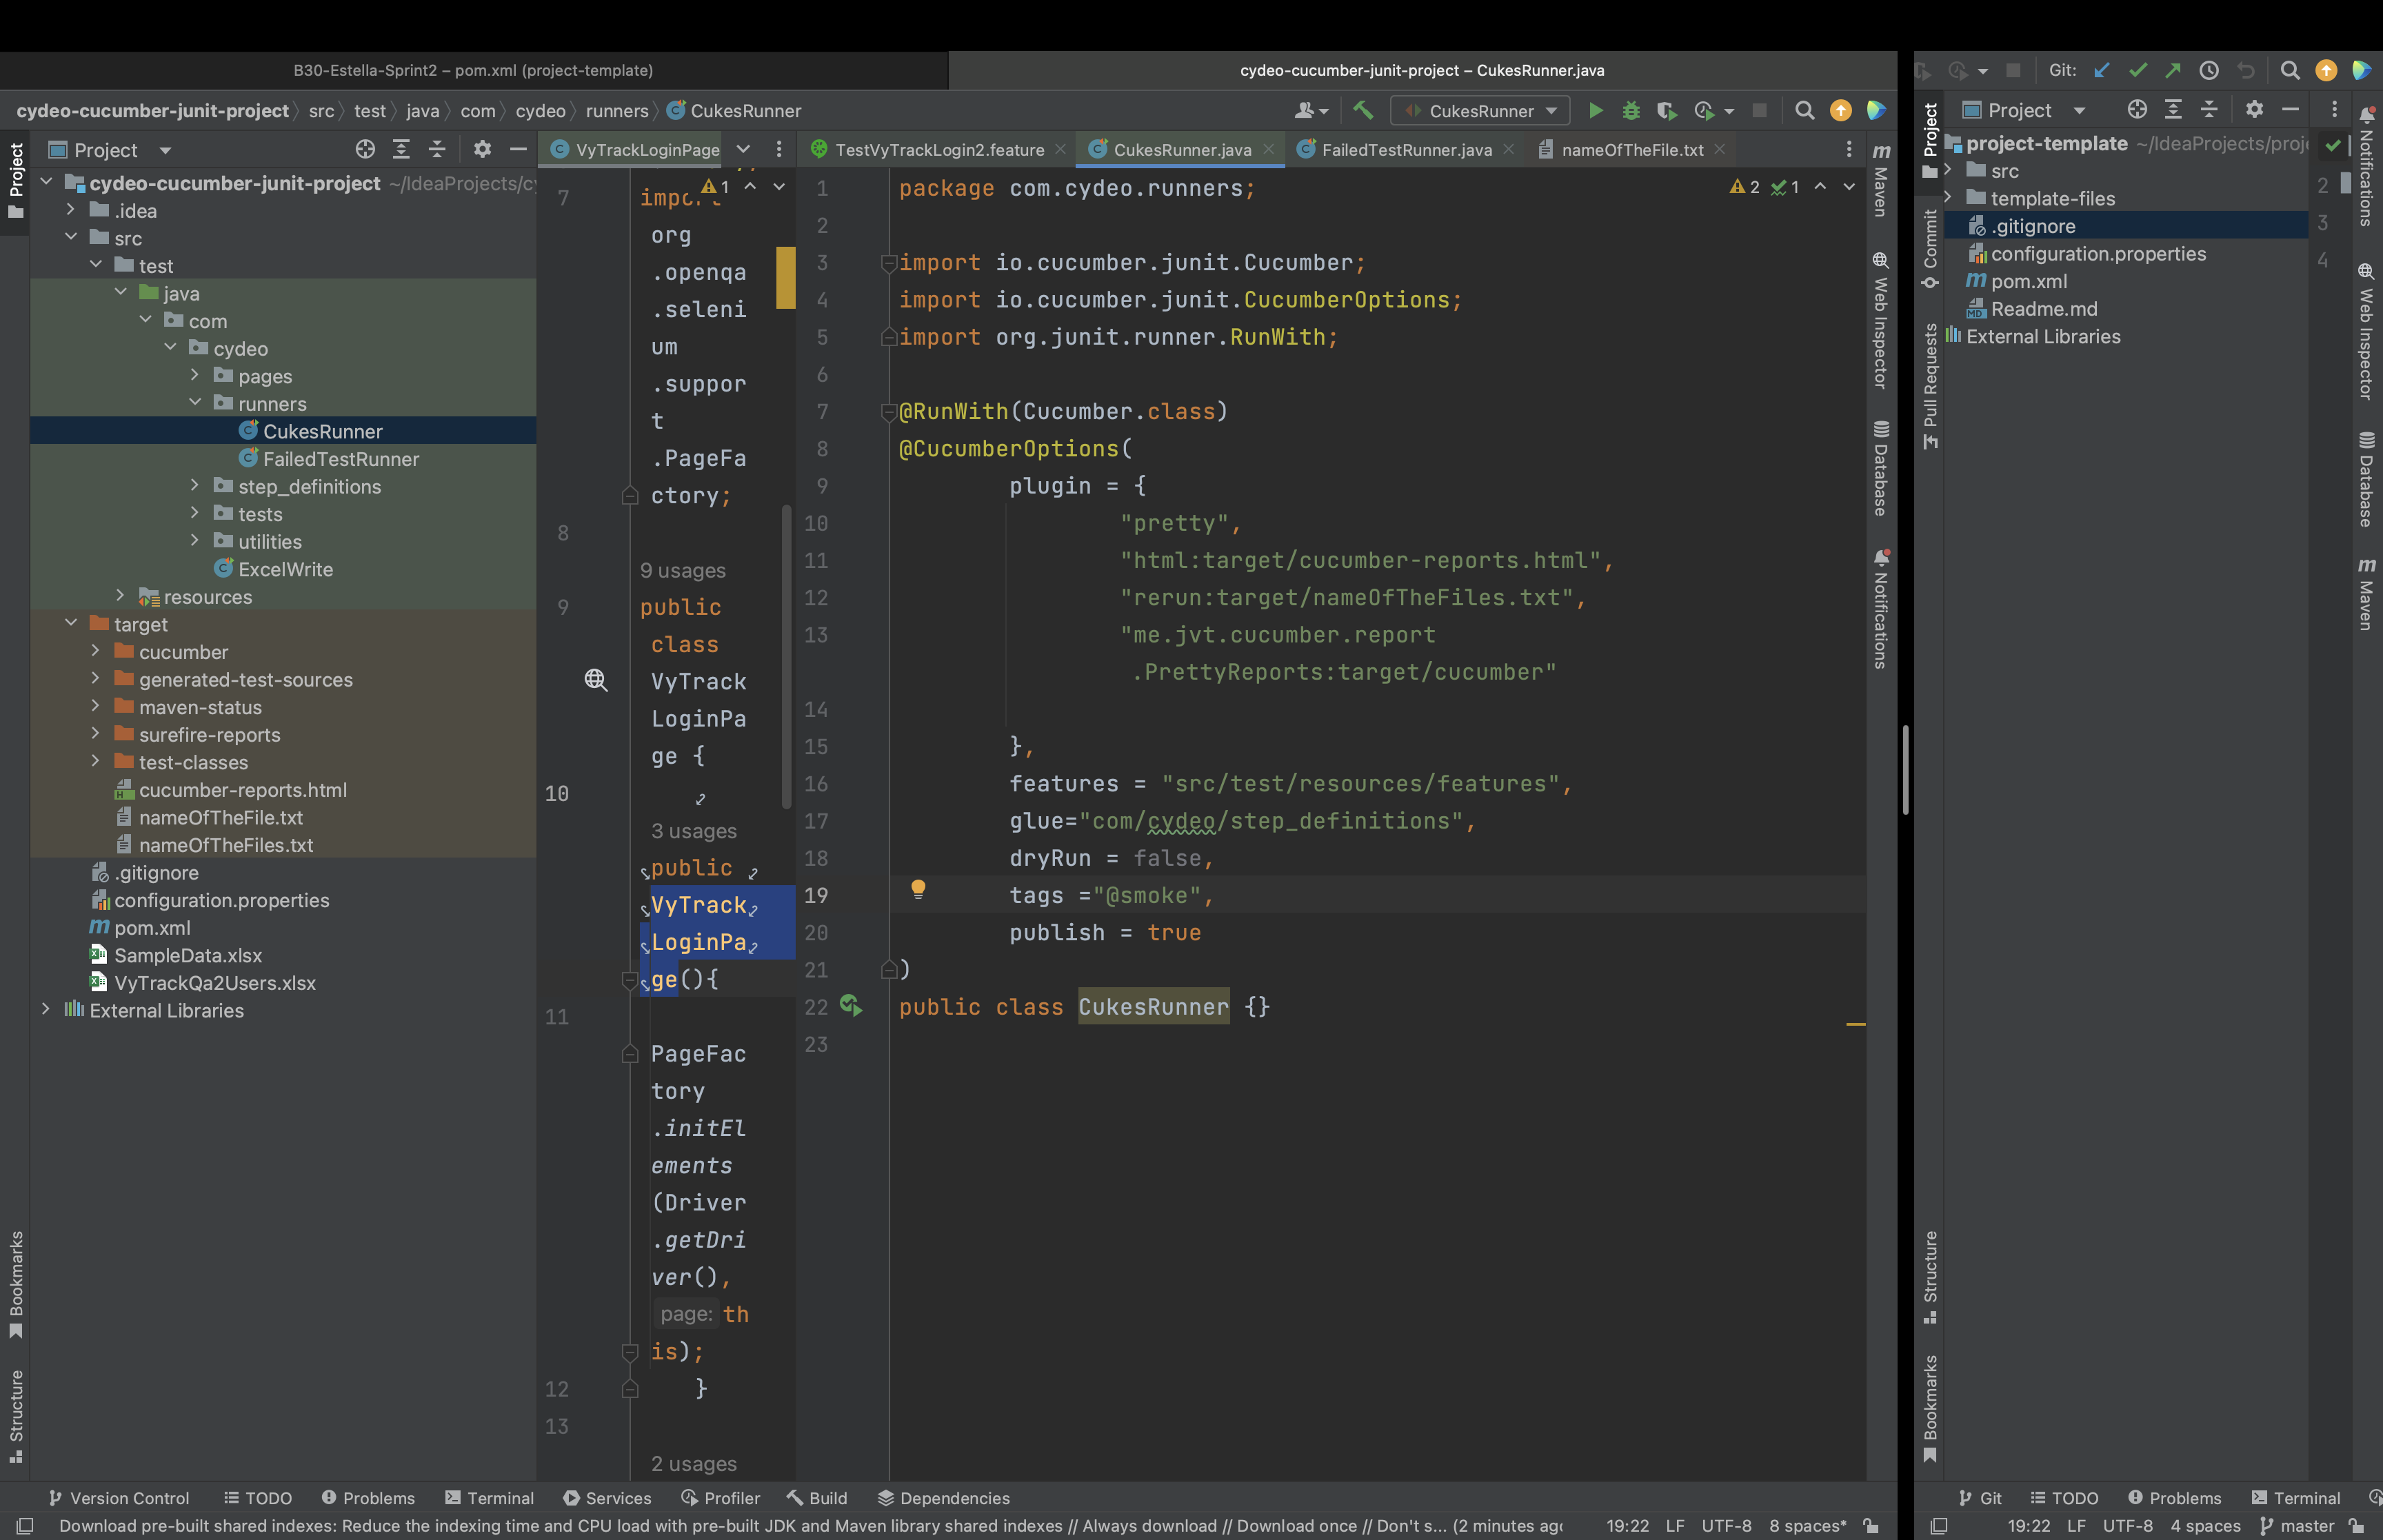 B30-Estella-Sprint2 – pom.xml (project-template)
cydeo-cucumber-junit-project – CukesRunner.java
Git:
cydeo-cucumber-junit-project
src
test
java
com
cydeo
runners
CukesRunner
CukesRunner
Project
Project
VyTrackLoginPage
TestVyTrackLogin2.feature
CukesRunner.java
FailedTestRunner.java
nameOfTheFile.txt
Project
cydeo-cucumber-junit-project ~/IdeaProjects/cy
.idea
src
test
java
com
cydeo
pages
runners
CukesRunner
FailedTestRunner
step_definitions
tests
utilities
ExcelWrite
resources
target
cucumber
generated-test-sources
maven-status
surefire-reports
test-classes
cucumber-reports.html
nameOfTheFile.txt
nameOfTheFiles.txt
.gitignore
configuration.properties
pom.xml
SampleData.xlsx
VyTrackQa2Users.xlsx
External Libraries
Bookmarks
Structure
1
7
import
org
.openqa
.seleni
um
.suppor
t
.PageFa
ctory;
8
9 usages
9 public
class
VyTrack
LoginPa
ge {
10
3 usages
public
VyTrack
LoginPa
ge(){
11
PageFac
tory
.initEl
ements
(Driver
.getDri
ver(),
page: th
is);
12 }
13
2 usages
2 1
1 package com.cydeo.runners;
2
3 import io.cucumber.junit.Cucumber;
4 import io.cucumber.junit.CucumberOptions;
5 import org.junit.runner.RunWith;
6
7 @RunWith(Cucumber.class)
8 @CucumberOptions(
9 plugin = {
10 "pretty",
11 "html:target/cucumber-reports.html",
12 "rerun:target/nameOfTheFiles.txt",
13 "me.jvt.cucumber.report
.PrettyReports:target/cucumber"
14
15 },
16 features = "src/test/resources/features",
17 glue="com/cydeo/step_definitions",
18 dryRun = false,
19 tags ="@smoke",
20 publish = true
21 )
22 public class CukesRunner {}
23
m Maven
Web Inspector
Database
Notifications
Project
Commit
Pull Requests
Structure
Bookmarks
Project
project-template ~/IdeaProjects/proj
src
template-files
.gitignore
configuration.properties
pom.xml
Readme.md
External Libraries
2
3
4
Notifications
Web Inspector
Database
m Maven
Version Control
TODO
Problems
Terminal
Services
Profiler
Build
Dependencies
Git
TODO
Problems
Terminal
Download pre-built shared indexes: Reduce the indexing time and CPU load with pre-built JDK and Maven library shared indexes // Always download // Download once // Don't s... (2 minutes ago
19:22 LF UTF-8 8 spaces*
19:22 LF UTF-8 4 spaces master